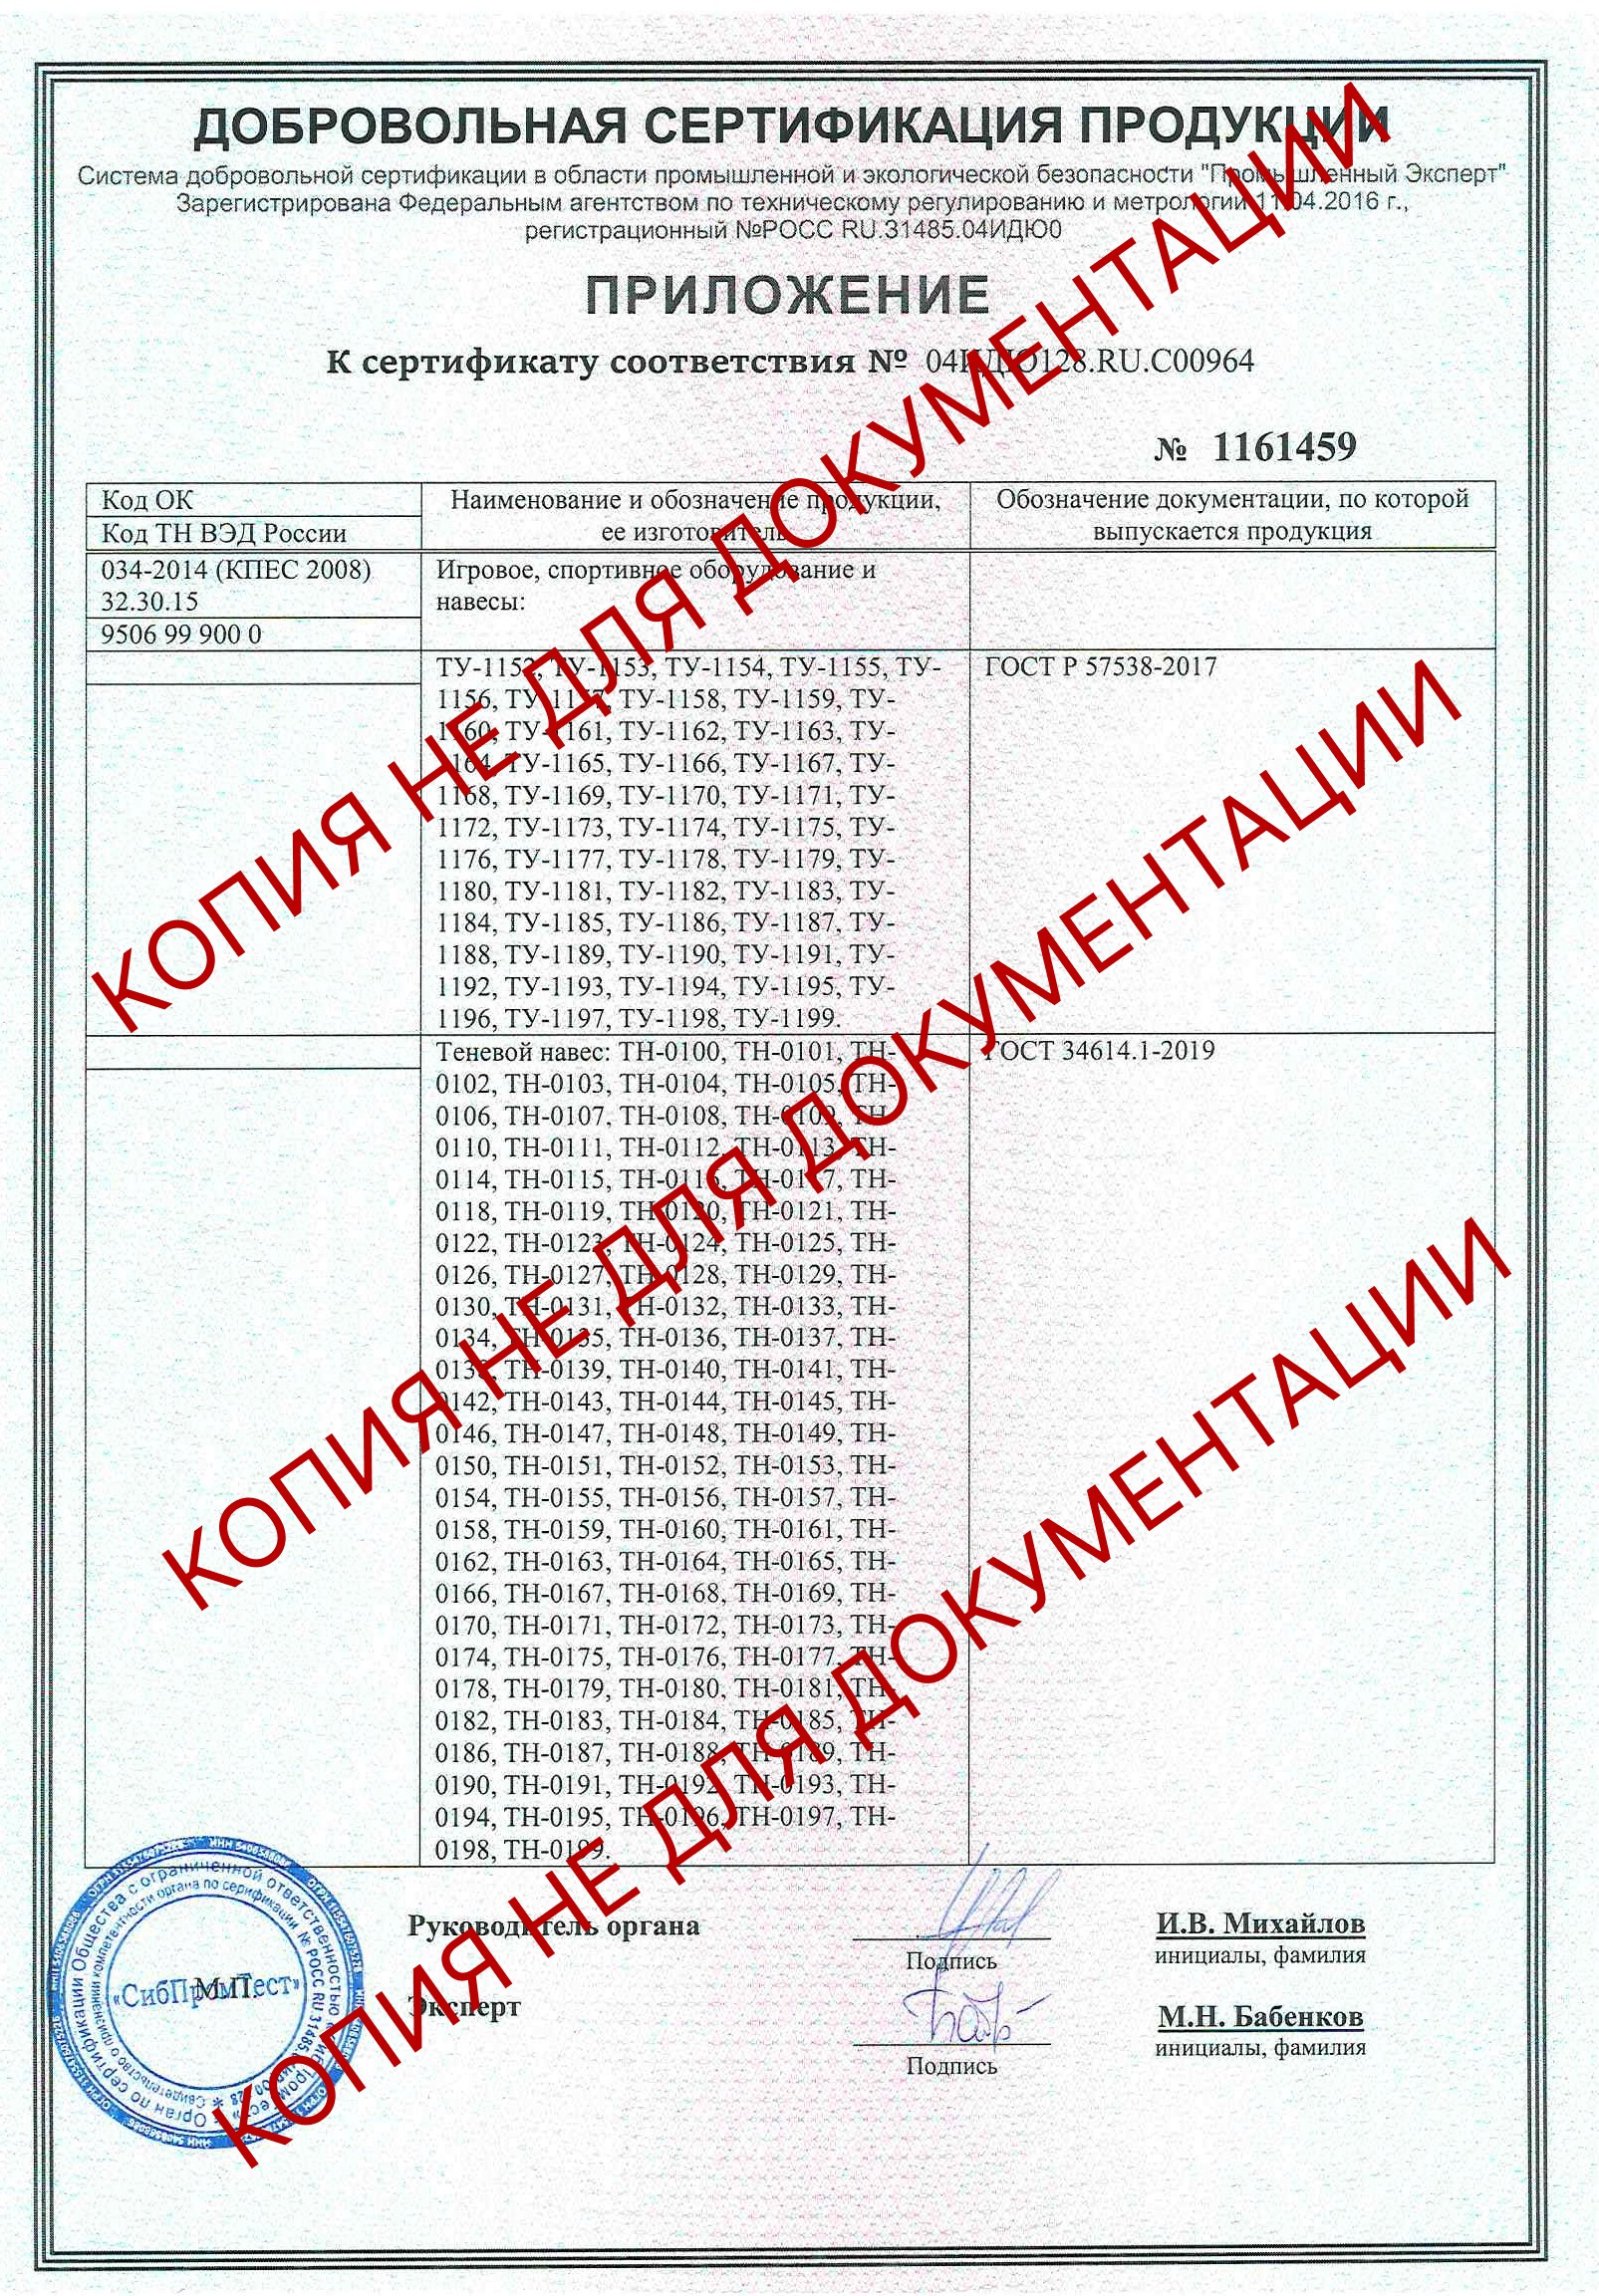 ДОБРОВОЛЬНАЯ СЕРТИФИКАЦИЯ ПРОДУКЦИИ
Система добровольной сертификации в области промышленной и экологической безопасности "Промышленный Эксперт"
Зарегистрирована Федеральным агентством по техническому регулированию и метрологии 11.04.2016 г.,
регистрационный №РОСС RU.31485.04ИДЮ0
ПРИЛОЖЕНИЕ
К сертификату соответствия № 04ИДЮ128.RU.C00964
№ 1161459
Код ОК
Код ТН ВЭД России
Наименование и обозначение продукции,
ее изготовитель
Обозначение документации, по которой
выпускается продукция
034-2014 (КПЕС 2008)
32.30.15
9506 99 900 0
Игровое, спортивное оборудование и
навесы:
ТУ-1152, ТУ-1153, ТУ-1154, ТУ-1155, ТУ-
1156, ТУ-1157, ТУ-1158, ТУ-1159, ТУ-
1160, ТУ-1161, ТУ-1162, ТУ-1163, ТУ-
1164, ТУ-1165, ТУ-1166, ТУ-1167, ТУ-
1168, ТУ-1169, ТУ-1170, ТУ-1171, ТУ-
1172, ТУ-1173, ТУ-1174, ТУ-1175, ТУ-
1176, ТУ-1177, ТУ-1178, ТУ-1179, ТУ-
1180, ТУ-1181, ТУ-1182, ТУ-1183, ТУ-
1184, ТУ-1185, ТУ-1186, ТУ-1187, ТУ-
1188, ТУ-1189, ТУ-1190, ТУ-1191, ТУ-
1192, ТУ-1193, ТУ-1194, ТУ-1195, ТУ-
1196, ТУ-1197, ТУ-1198, ТУ-1199.
ГОСТ Р 57538-2017
Теневой навес: ТН-0100, ТН-0101, ТН-
0102, ТН-0103, ТН-0104, ТН-0105, ТН-
0106, ТН-0107, ТН-0108, ТН-0109, ТН-
0110, ТН-0111, ТН-0112, ТН-0113, ТН-
0114, ТН-0115, ТН-0116, ТН-0117, ТН-
0118, ТН-0119, ТН-0120, ТН-0121, ТН-
0122, ТН-0123, ТН-0124, ТН-0125, ТН-
0126, ТН-0127, ТН-0128, ТН-0129, ТН-
0130, ТН-0131, ТН-0132, ТН-0133, ТН-
0134, ТН-0135, ТН-0136, ТН-0137, ТН-
0138, ТН-0139, ТН-0140, ТН-0141, ТН-
0142, ТН-0143, ТН-0144, ТН-0145, ТН-
0146, ТН-0147, ТН-0148, ТН-0149, ТН-
0150, ТН-0151, ТН-0152, ТН-0153, ТН-
0154, ТН-0155, ТН-0156, ТН-0157, ТН-
0158, ТН-0159, ТН-0160, ТН-0161, ТН-
0162, ТН-0163, ТН-0164, ТН-0165, ТН-
0166, ТН-0167, ТН-0168, ТН-0169, ТН-
0170, ТН-0171, ТН-0172, ТН-0173, ТН-
0174, ТН-0175, ТН-0176, ТН-0177, ТН-
0178, ТН-0179, ТН-0180, ТН-0181, ТН-
0182, ТН-0183, ТН-0184, ТН-0185, ТН-
0186, ТН-0187, ТН-0188, ТН-0189, ТН-
0190, ТН-0191, ТН-0192, ТН-0193, ТН-
0194, ТН-0195, ТН-0196, ТН-0197, ТН-
0198, ТН-0199.
ГОСТ 34614.1-2019
Руководитель органа
Подпись
И.В. Михайлов
инициалы, фамилия
Эксперт
Подпись
М.Н. Бабенков
инициалы, фамилия
М.П.
«СибПромТест»
Орган по сертификации Общества с ограниченной ответственностью
Свидетельство о признании компетентности органа по серификации № РОСС RU 31485
КОПИЯ НЕ ДЛЯ ДОКУМЕНТАЦИИ
КОПИЯ НЕ ДЛЯ ДОКУМЕНТАЦИИ
КОПИЯ НЕ ДЛЯ ДОКУМЕНТАЦИИ